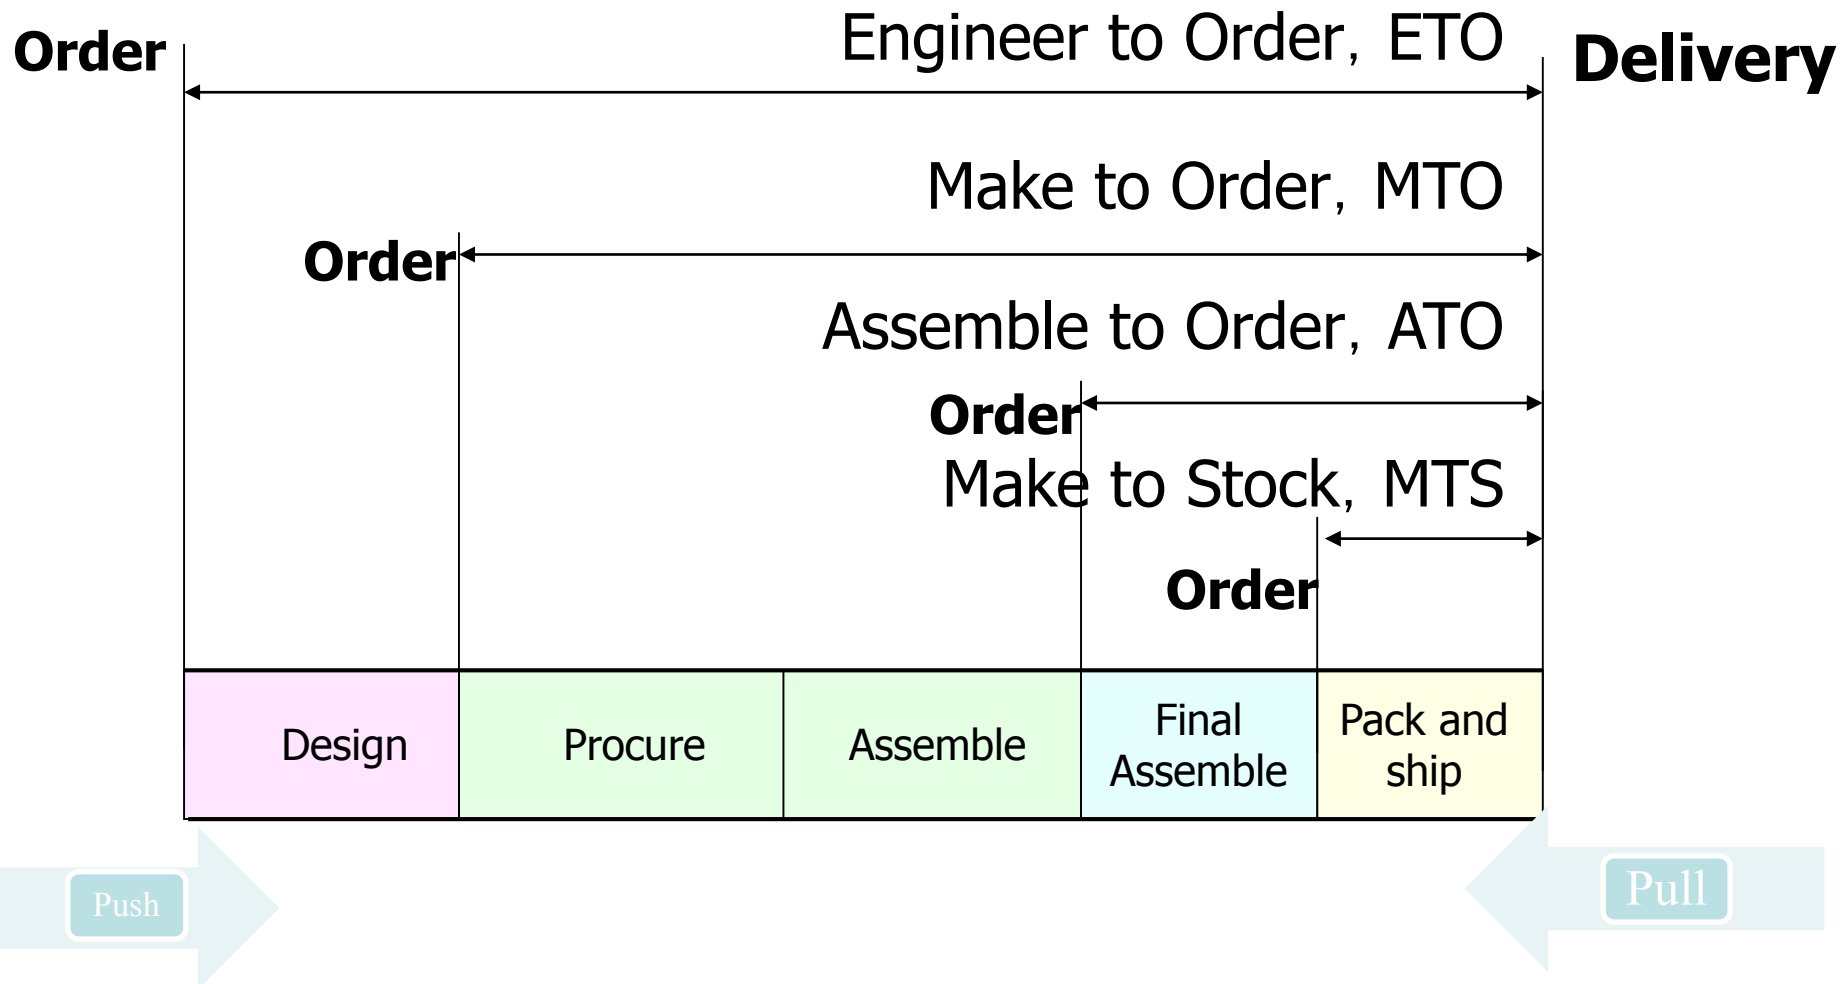 Engineer to Order, ETO
Order
Delivery
Make to Order, MTO
Order
Assemble to Order, ATO
Order
Make to Stock, MTS
Order
Design
Procure
Assemble
Final
Assemble
Pack and
ship
Push
Pull